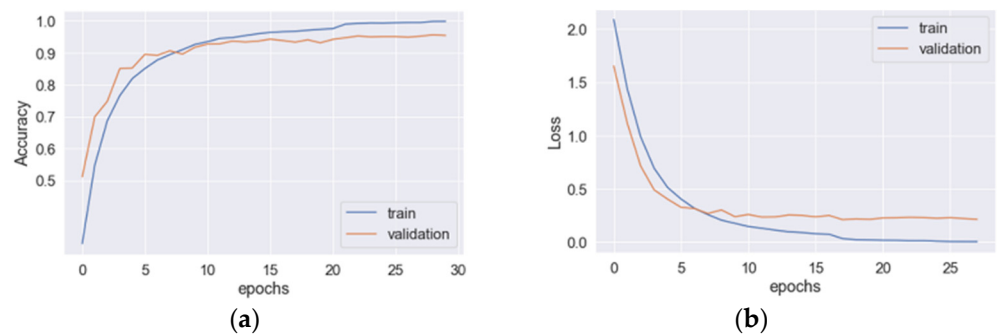 1.0
0.9
0.8
0.7
0.6
0.5
Accuracy
train
validation
0 5 10 15 20 25 30
epochs
(a)
2.0
1.5
1.0
0.5
0.0
Loss
train
validation
0 5 10 15 20 25
epochs
(b)